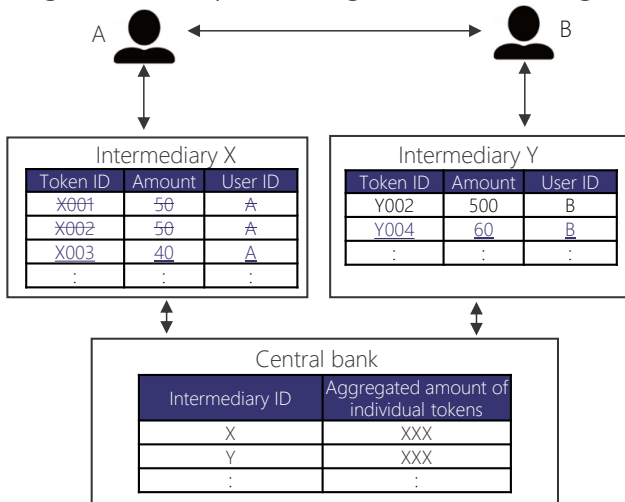 A
B
Intermediary X
Token ID Amount User ID
X001 50 A
X002 50 A
X003 40 A
: : :
Intermediary Y
Token ID Amount User ID
Y002 500 B
Y004 60 B
: : :
Central bank
Intermediary ID Aggregated amount of individual tokens
X XXX
Y XXX
: :